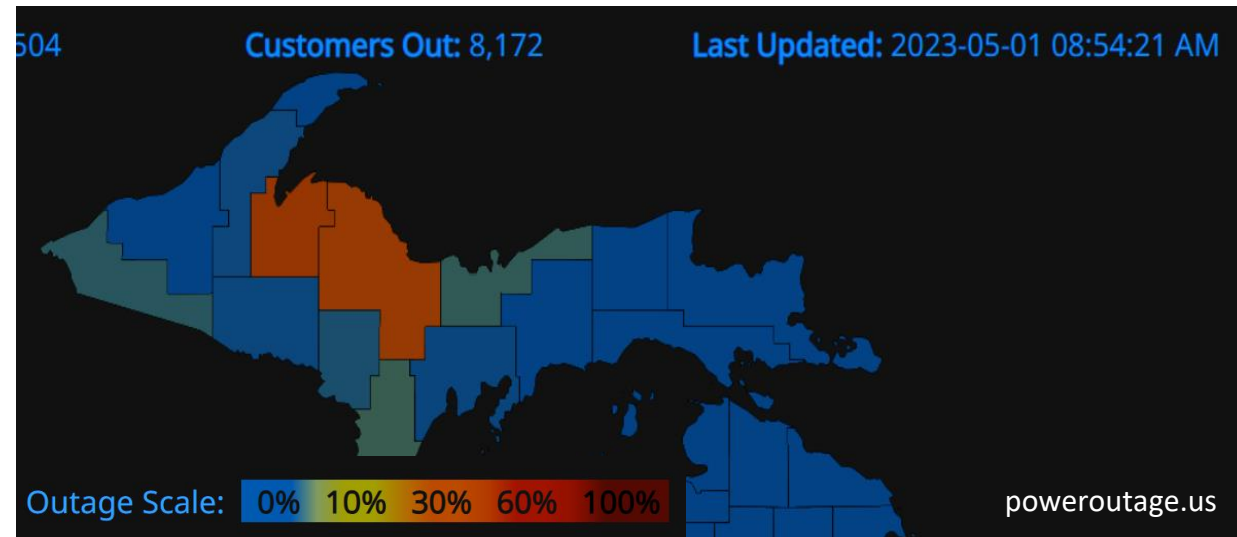 504 Customers Out: 8,172 Last Updated: 2023-05-01 08:54:21 AM
Outage Scale: 0% 10% 30% 60% 100%
poweroutage.us